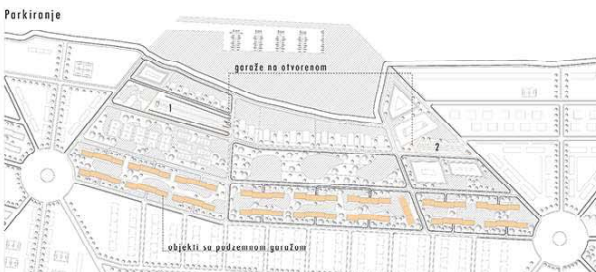 Parkiranje
garaže na otvorenom
1
2
objekti sa podzemnom garažom